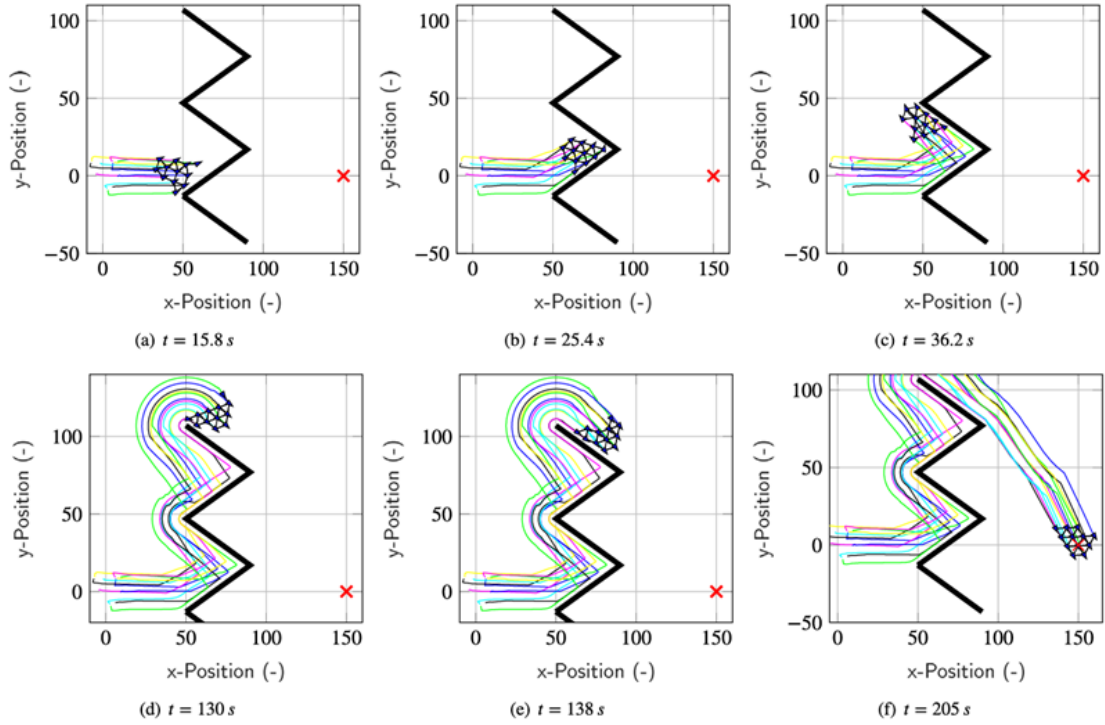 100
50
0
−50
y-Position (-)
0 50 100 150
x-Position (-)
(a) t = 15.8 s
100
50
0
−50
y-Position (-)
0 50 100 150
x-Position (-)
(b) t = 25.4 s
100
50
0
−50
y-Position (-)
0 50 100 150
x-Position (-)
(c) t = 36.2 s
100
50
0
y-Position (-)
0 50 100 150
x-Position (-)
(d) t = 130 s
100
50
0
y-Position (-)
0 50 100 150
x-Position (-)
(e) t = 138 s
100
50
0
−50
y-Position (-)
0 50 100 150
x-Position (-)
(f) t = 205 s